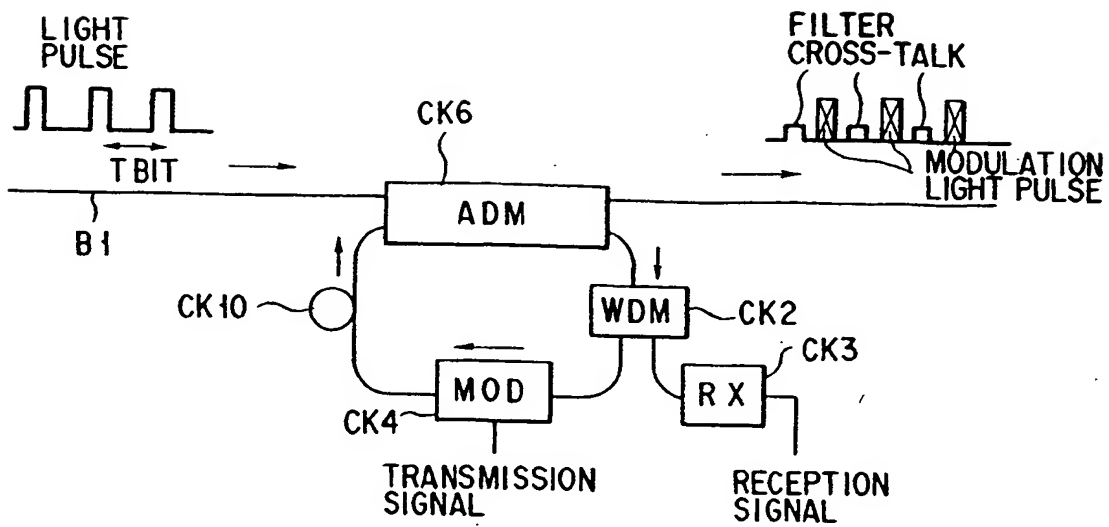 LIGHT
PULSE
FILTER
CROSS-TALK
CK6
TBIT
MODULATION
LIGHT PULSE
ADM
B1
CK10
WDM
CK2
CK3
MOD
RX
CK4
TRANSMISSION
SIGNAL
RECEPTION
SIGNAL